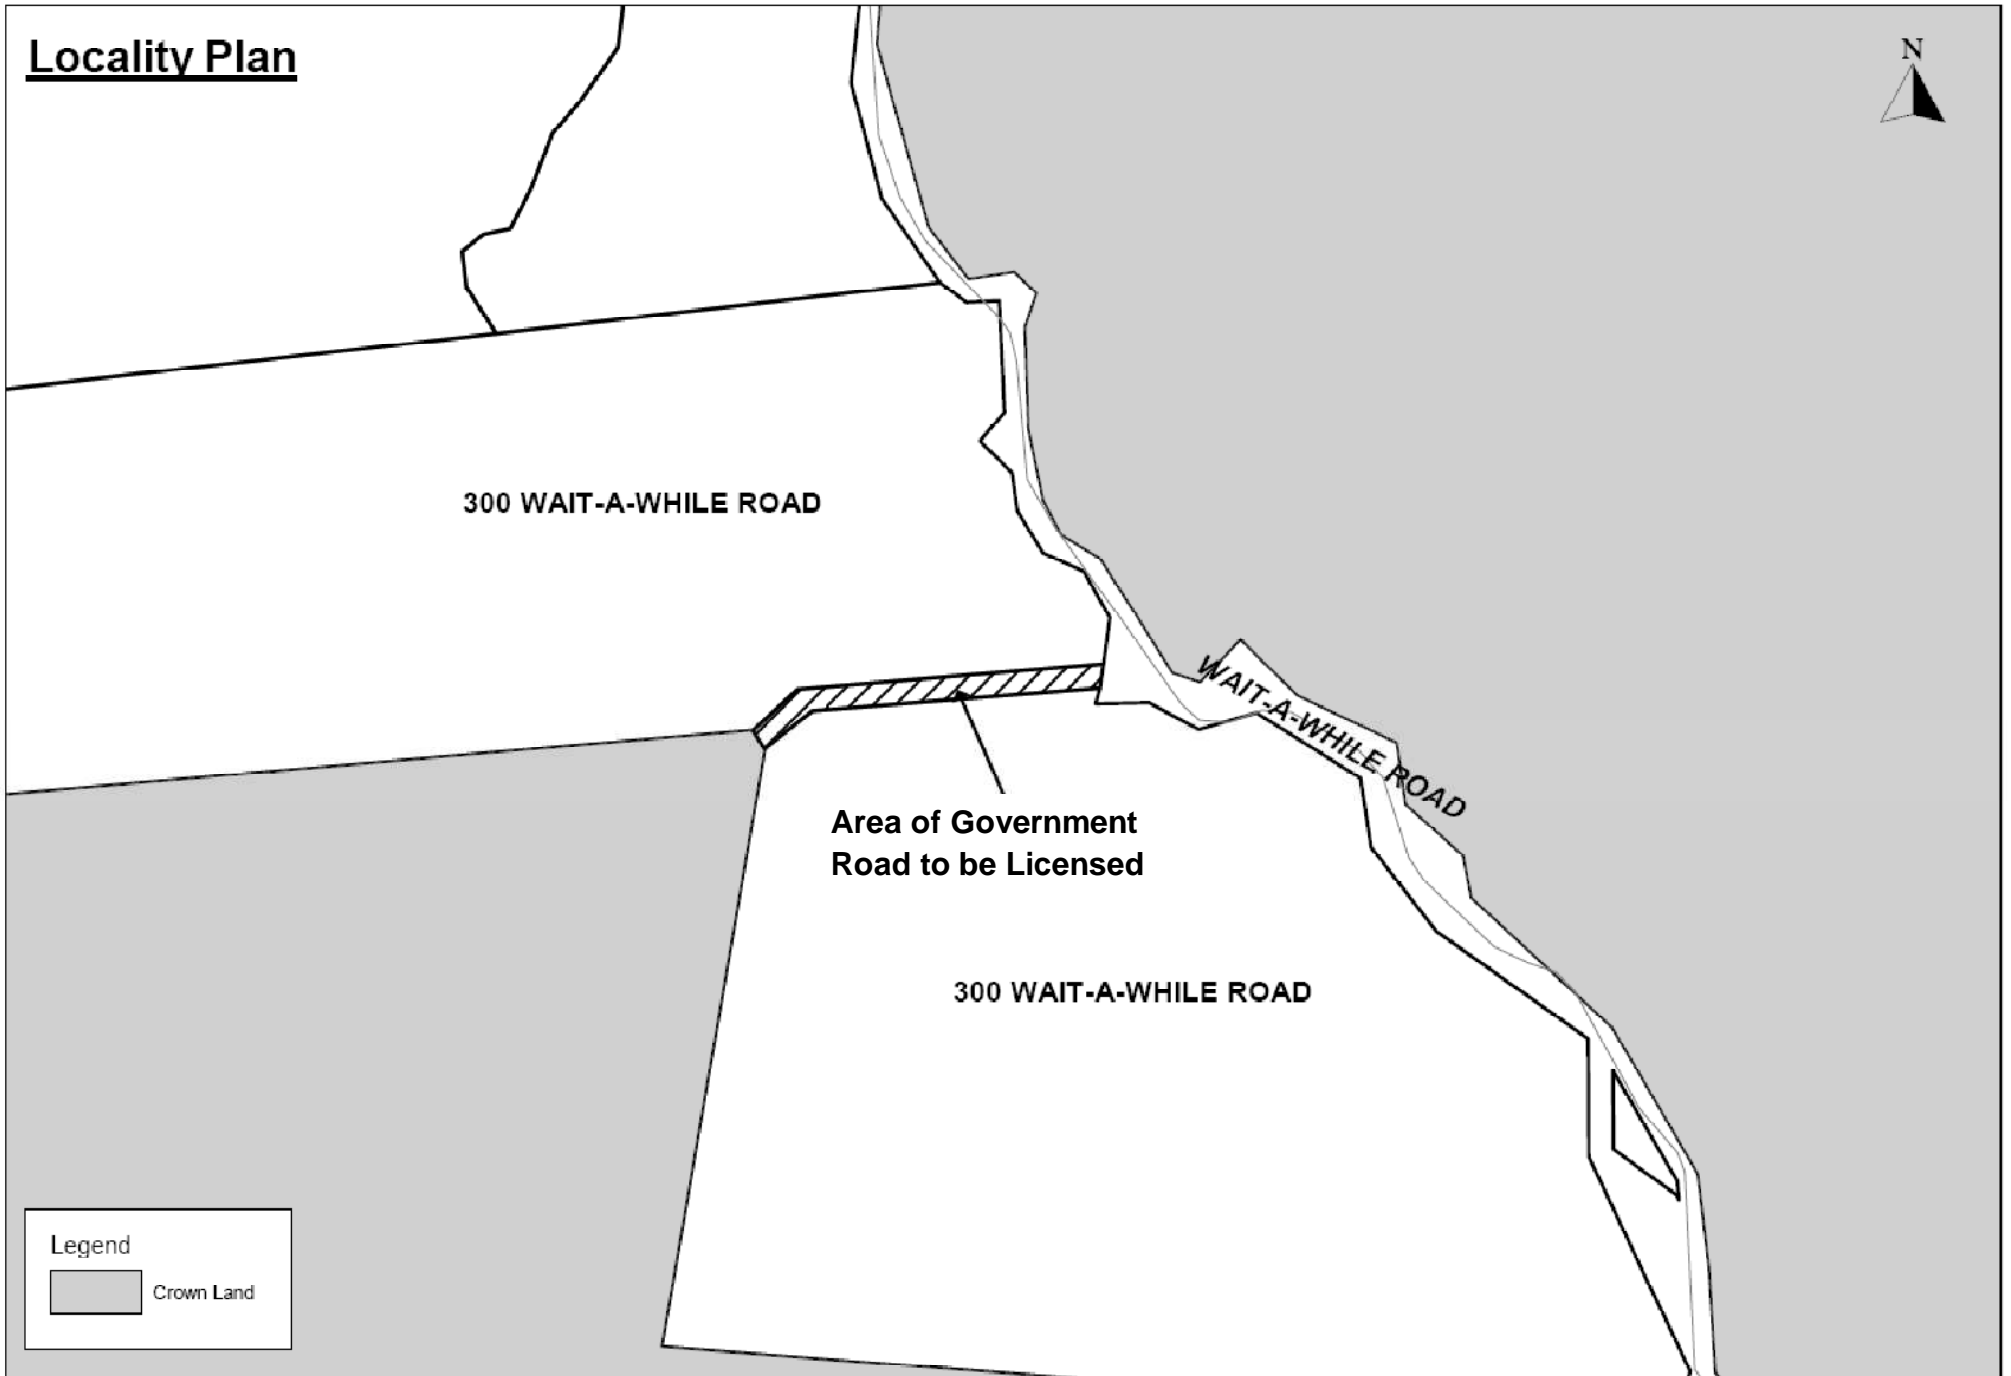 Locality Plan
N
300 WAIT-A-WHILE ROAD
WAIT-A-WHILE ROAD
Area of Government
Road to be Licensed
300 WAIT-A-WHILE ROAD
Legend
Crown Land